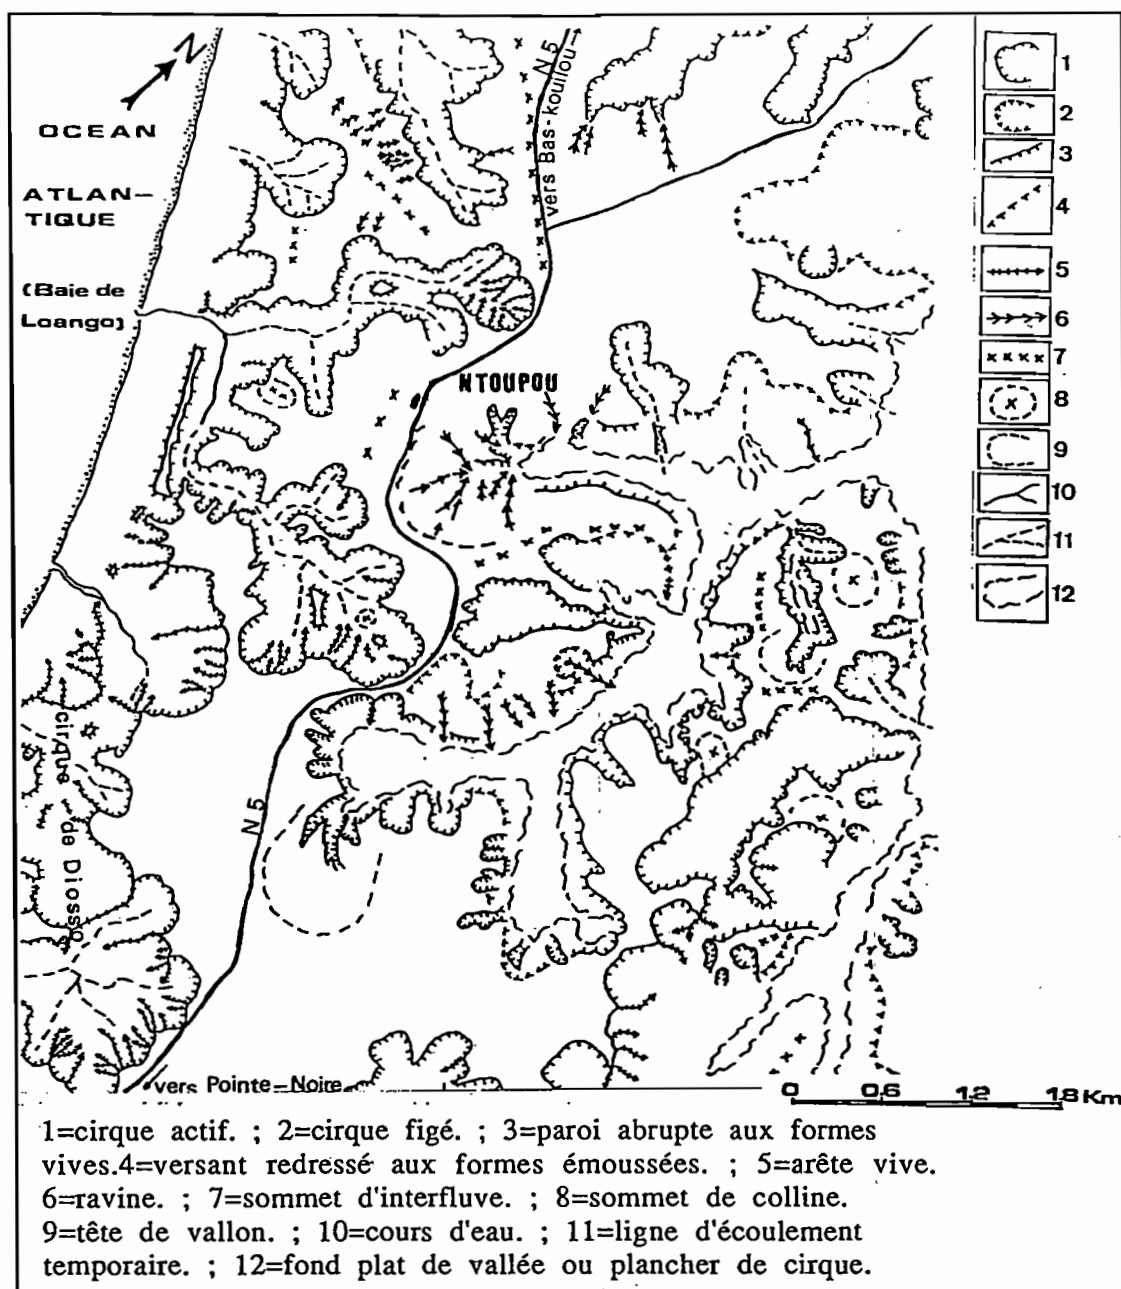 N
OCEAN
ATLAN-
TIQUE
(Baie de
Loango)
N 5
vers Bas-kouillou
NTOUPOU
N 5
cirque de Diosso
vers Pointe-Noire
0 0,6 1,2 1,8 Km
1
2
3
4
5
6
7
8
9
10
11
12
1=cirque actif. ; 2=cirque figé. ; 3=paroi abrupte aux formes
vives.4=versant redressé aux formes émoussées. ; 5=arête vive.
6=ravine. ; 7=sommet d'interfluve. ; 8=sommet de colline.
9=tête de vallon. ; 10=cours d'eau. ; 11=ligne d'écoulement
temporaire. ; 12=fond plat de vallée ou plancher de cirque.